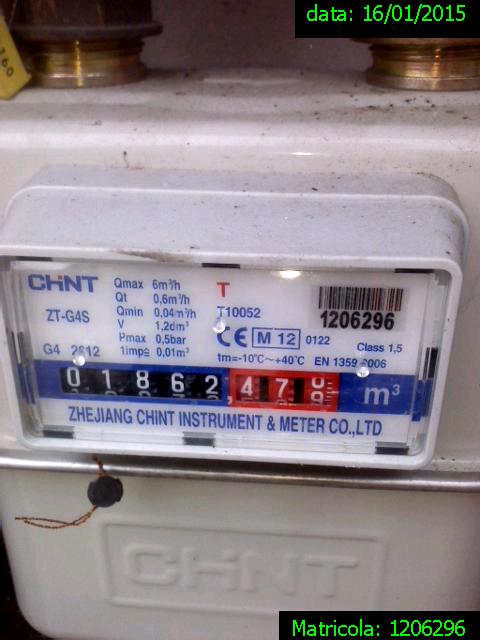 data: 16/01/2015
160
CHNT
ZT-G4S
G4 2612
Qmax 6m³/h
Qt 0,6m³/h
Qmin 0,04m³/h
V 1,2dm³
Pmax 0,5bar
1imp≙ 0,01m³
T
T10052
CE M 12 0122
tm=-10°C~+40°C
1206296
Class 1,5
EN 1359
01862,47
m³
ZHEJIANG CHINT INSTRUMENT & METER CO.,LTD
CHNT
Matricola: 1206296